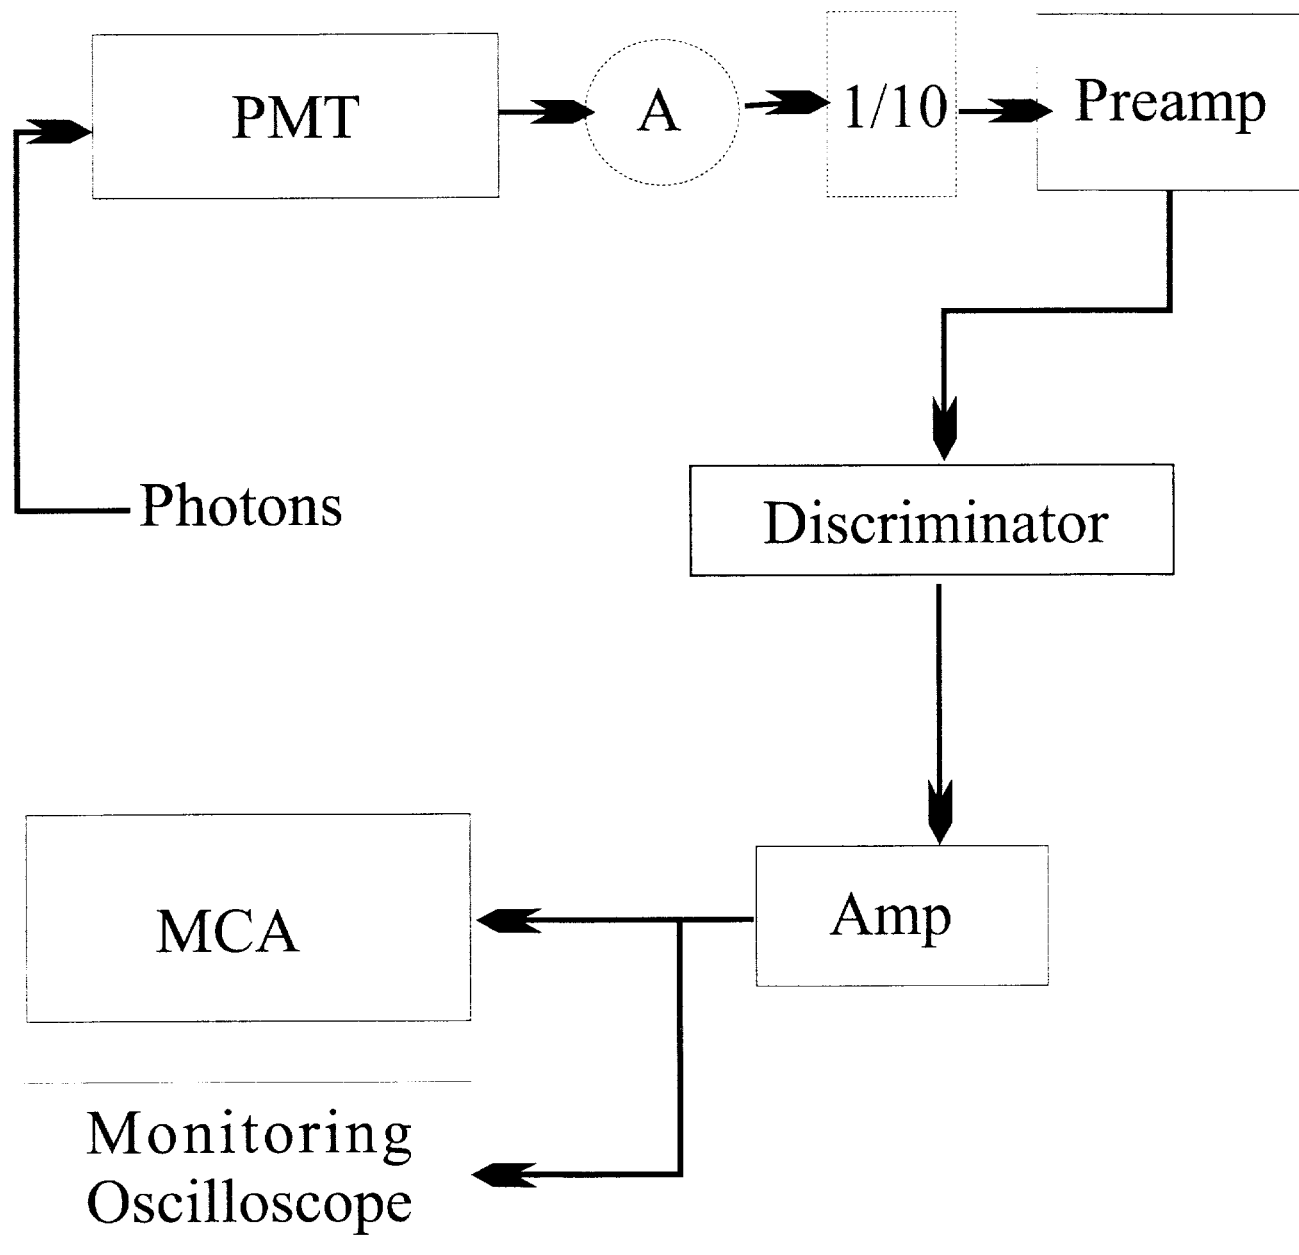 PMT
A
1/10
Preamp
Photons
Discriminator
Amp
MCA
Monitoring
Oscilloscope